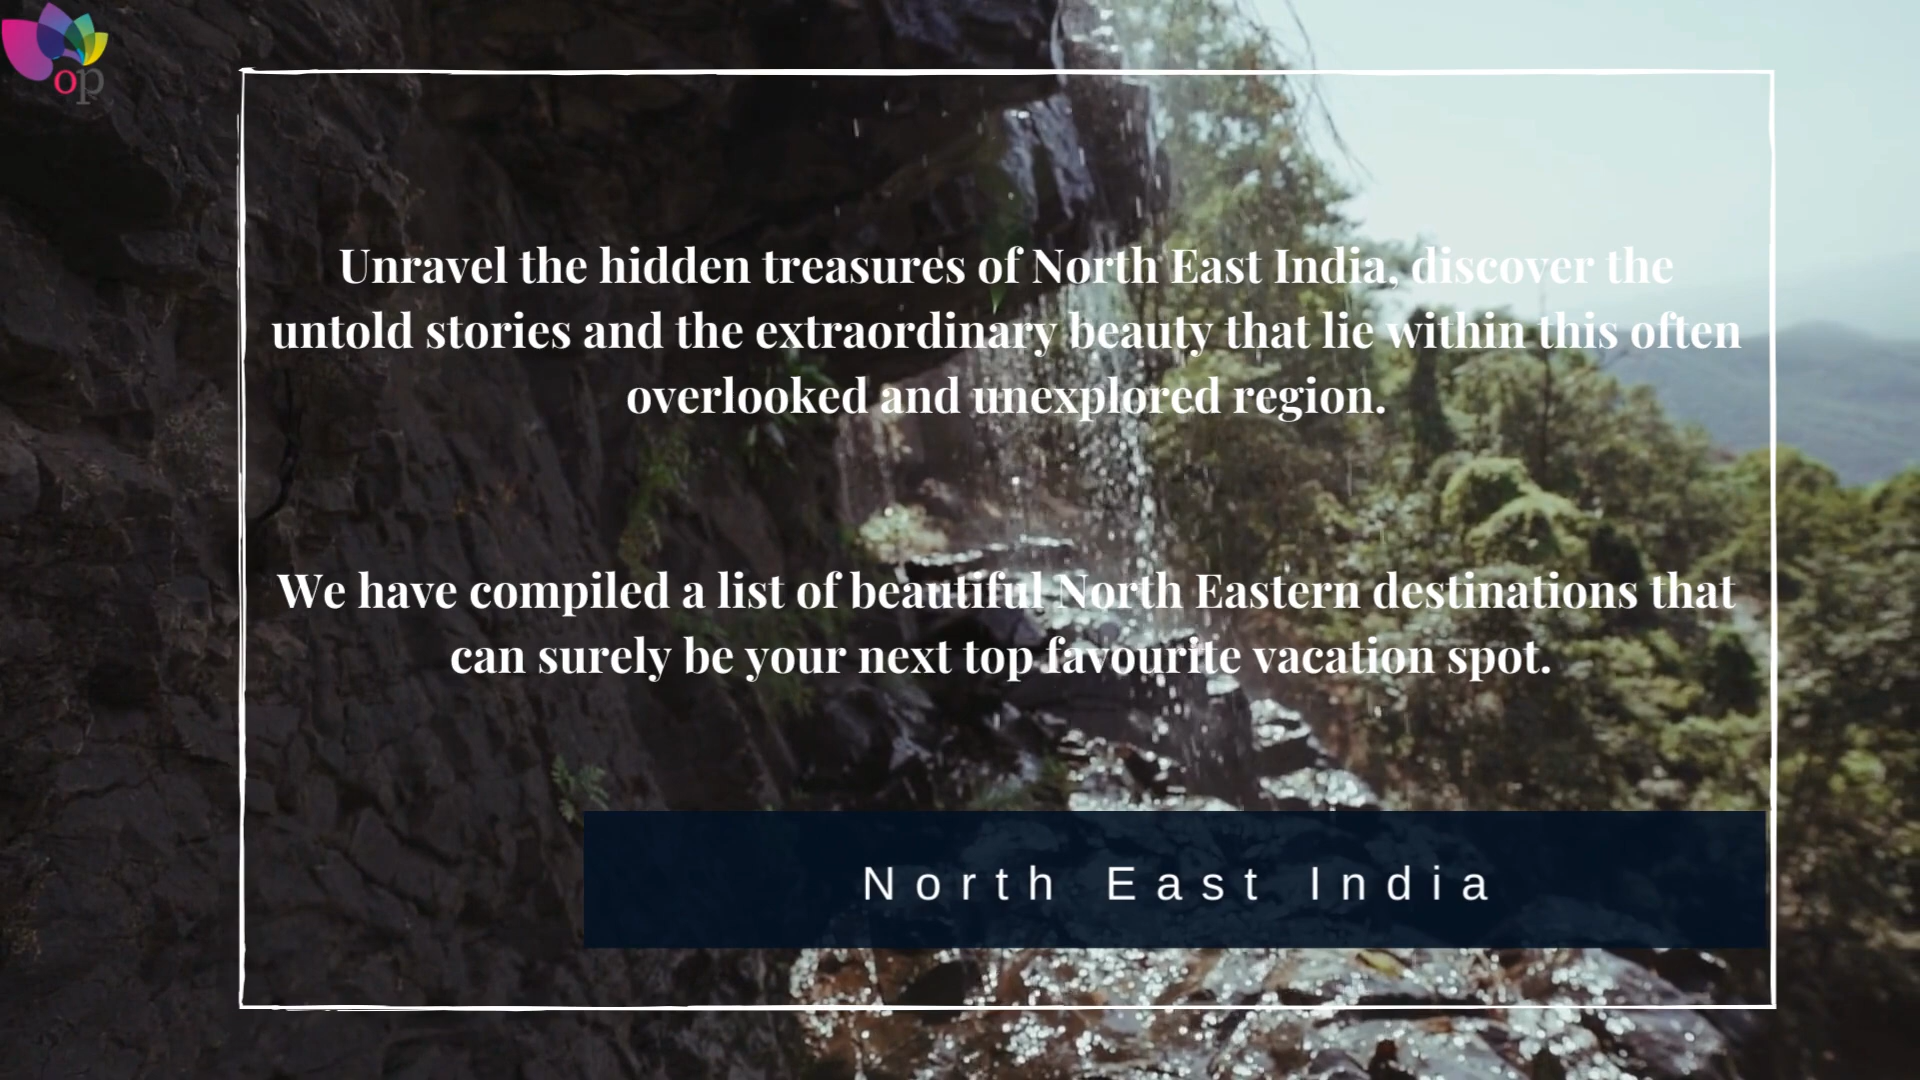 op
Unravel the hidden treasures of North East India, discover the
untold stories and the extraordinary beauty that lie within this often
overlooked and unexplored region.
We have compiled a list of beautiful North Eastern destinations that
can surely be your next top favourite vacation spot.
North East India